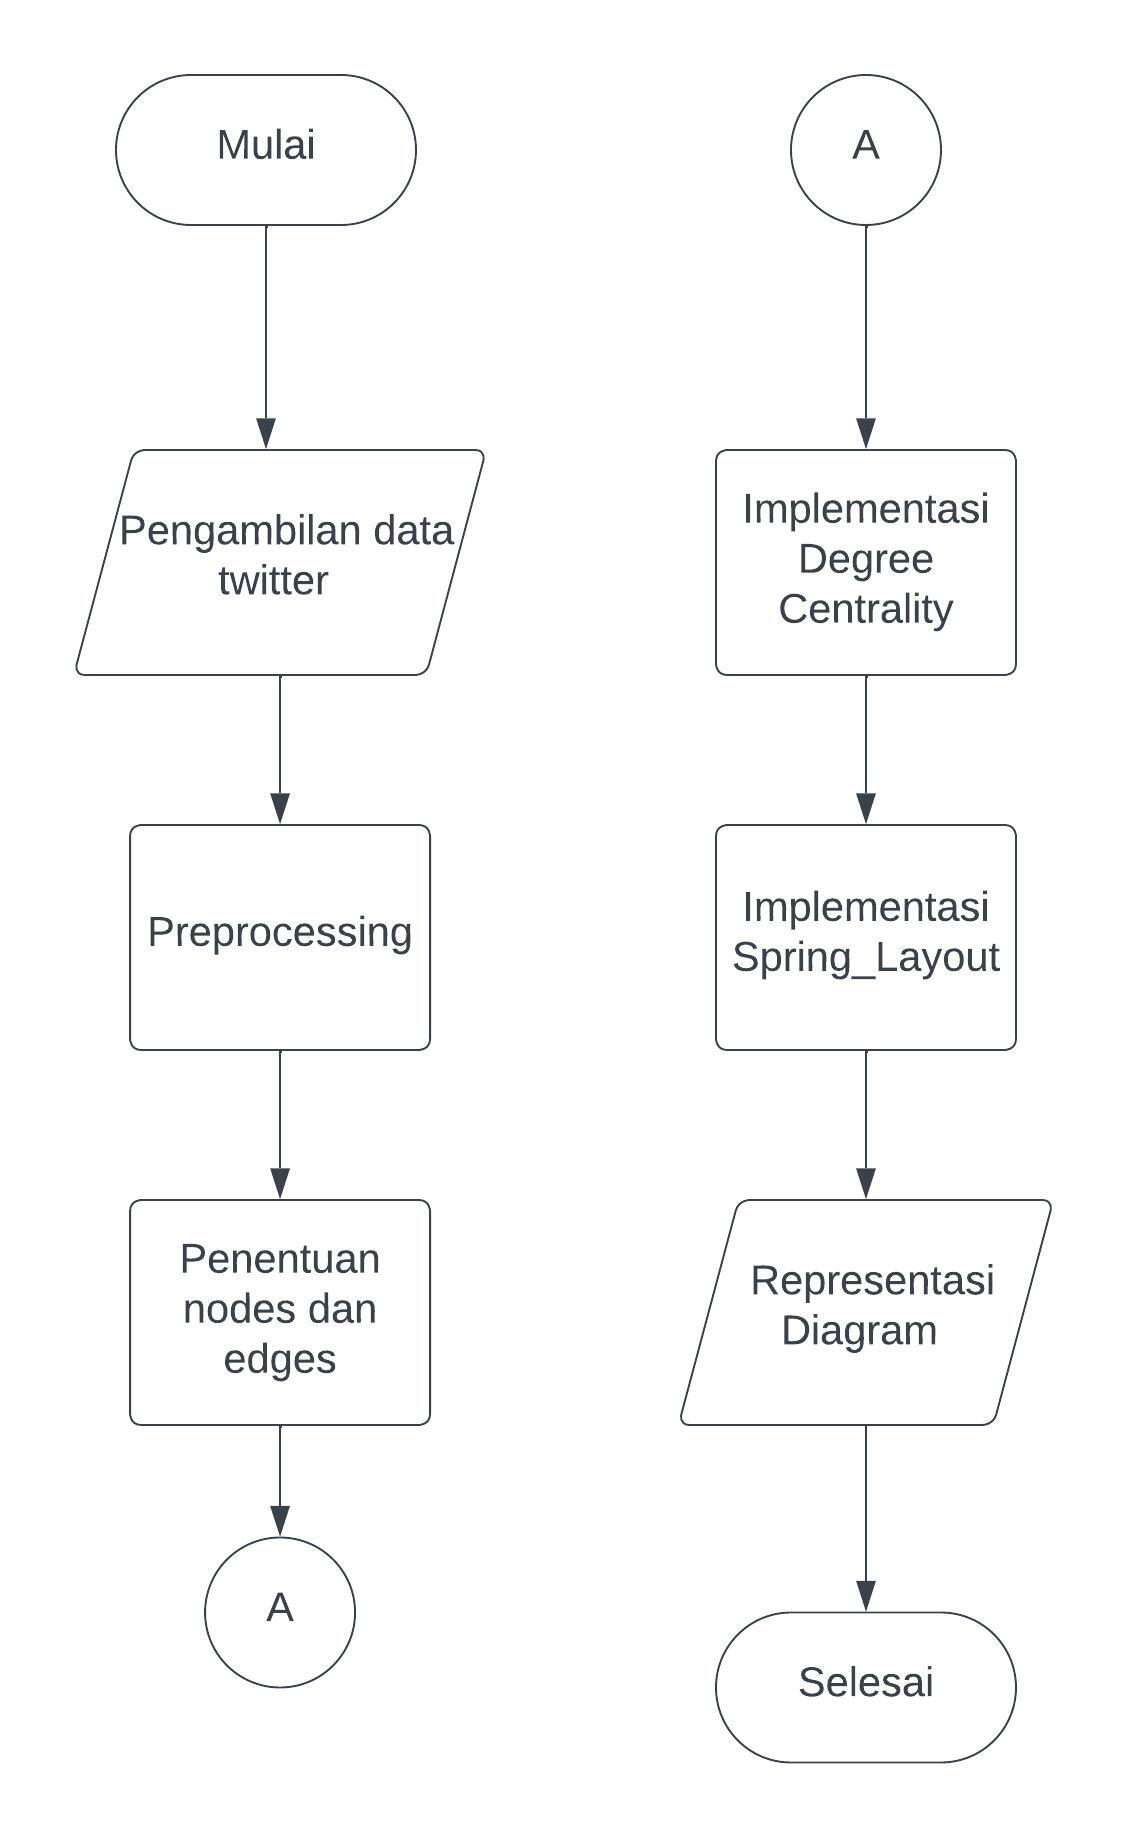 Mulai
Pengambilan data
twitter
Preprocessing
Penentuan
nodes dan
edges
A
A
Implementasi
Degree
Centrality
Implementasi
Spring_Layout
Representasi
Diagram
Selesai